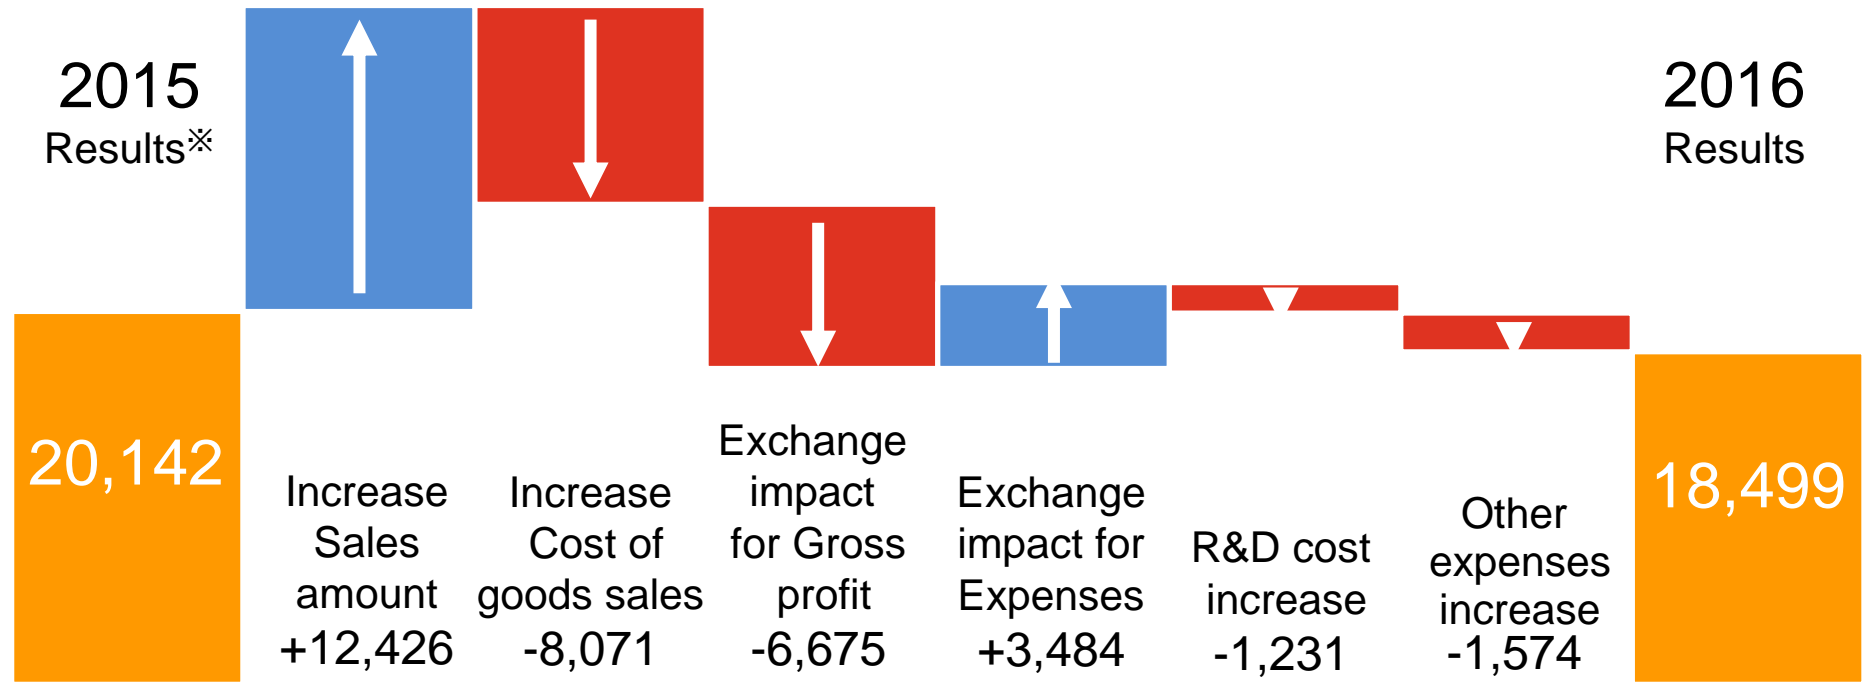 2015
Results※
20,142
Increase
Sales
amount
+12,426
Increase
Cost of
goods sales
-8,071
Exchange
impact
for Gross
profit
-6,675
Exchange
impact for
Expenses
+3,484
R&D cost
increase
-1,231
Other
expenses
increase
-1,574
2016
Results
18,499